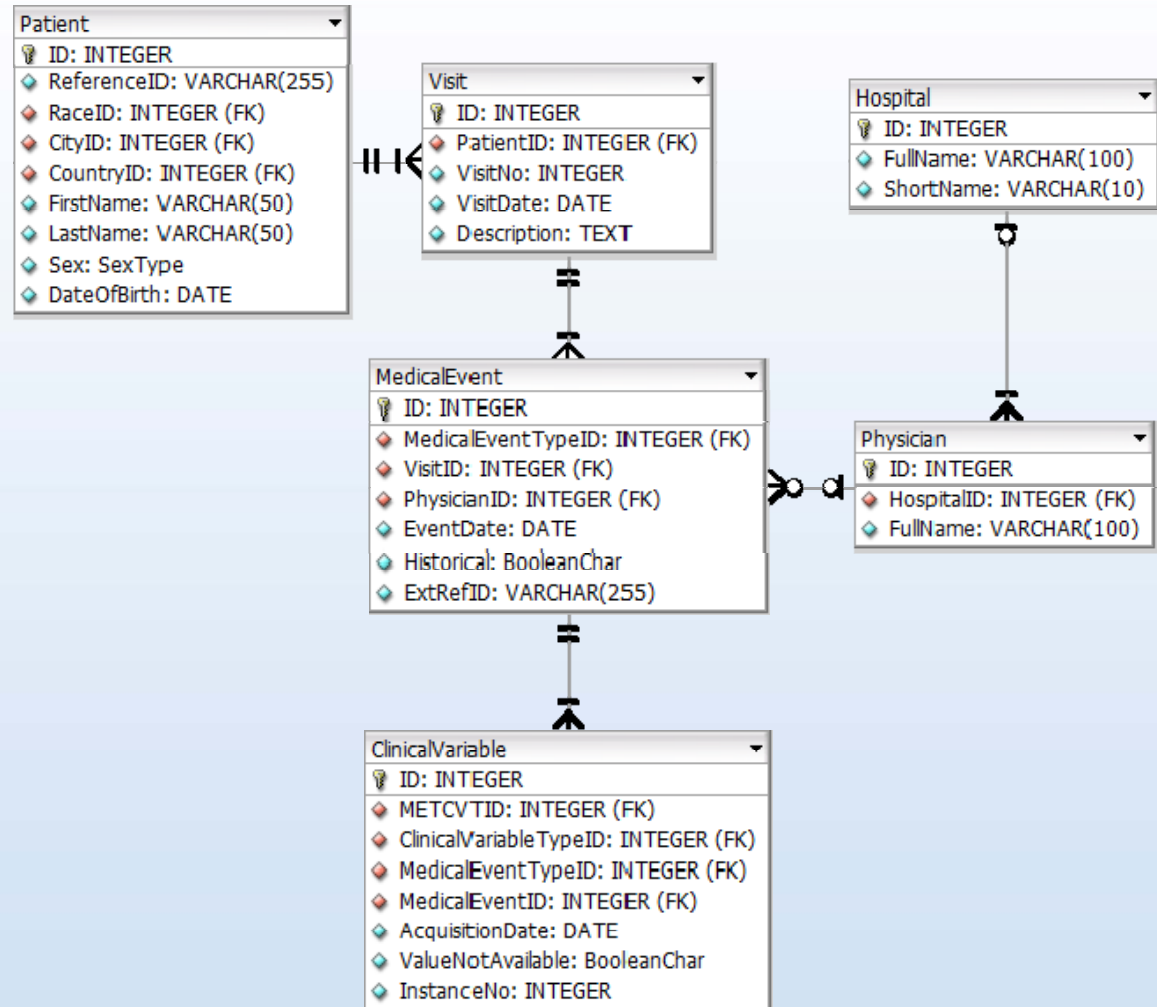 Patient
ID: INTEGER
ReferenceID: VARCHAR(255)
RaceID: INTEGER (FK)
CityID: INTEGER (FK)
CountryID: INTEGER (FK)
FirstName: VARCHAR(50)
LastName: VARCHAR(50)
Sex: SexType
DateOfBirth: DATE
Visit
ID: INTEGER
PatientID: INTEGER (FK)
VisitNo: INTEGER
VisitDate: DATE
Description: TEXT
Hospital
ID: INTEGER
FullName: VARCHAR(100)
ShortName: VARCHAR(10)
MedicalEvent
ID: INTEGER
MedicalEventTypeID: INTEGER (FK)
VisitID: INTEGER (FK)
PhysicianID: INTEGER (FK)
EventDate: DATE
Historical: BooleanChar
ExtRefID: VARCHAR(255)
Physician
ID: INTEGER
HospitalID: INTEGER (FK)
FullName: VARCHAR(100)
ClinicalVariable
ID: INTEGER
METCVTID: INTEGER (FK)
ClinicalVariableTypeID: INTEGER (FK)
MedicalEventTypeID: INTEGER (FK)
MedicalEventID: INTEGER (FK)
AcquisitionDate: DATE
ValueNotAvailable: BooleanChar
InstanceNo: INTEGER